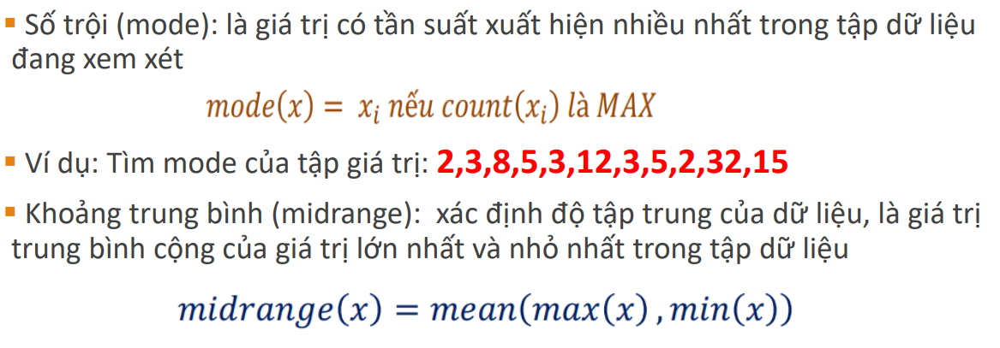 ▪ Số trội (mode): là giá trị có tần suất xuất hiện nhiều nhất trong tập dữ liệu
đang xem xét
mode(x) = xᵢ nếu count(xᵢ) là MAX
▪ Ví dụ: Tìm mode của tập giá trị: 2,3,8,5,3,12,3,5,2,32,15
▪ Khoảng trung bình (midrange): xác định độ tập trung của dữ liệu, là giá trị
trung bình cộng của giá trị lớn nhất và nhỏ nhất trong tập dữ liệu
midrange(x) = mean(max(x) ,min(x))